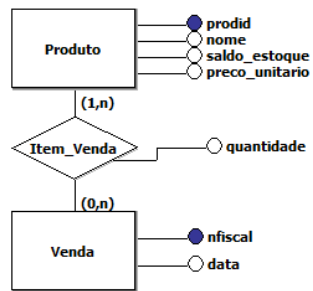 prodid
nome
Produto
saldo_estoque
preco_unitario
(1,n)
Item_Venda
quantidade
(0,n)
nfiscal
Venda
data